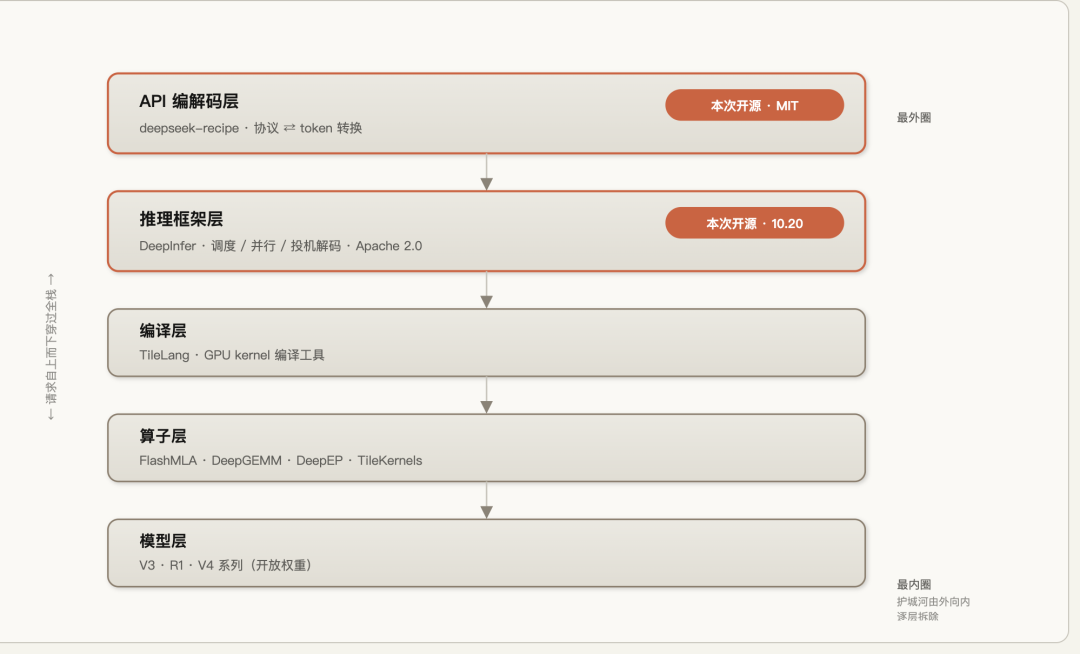 API 编解码层
本次开源 · MIT
deepseek-recipe · 协议 ⇄ token 转换
最外圈
推理框架层
本次开源 · 10.20
DeepInfer · 调度 / 并行 / 投机解码 · Apache 2.0
← 请求自上而下穿过全栈 →
编译层
TileLang · GPU kernel 编译工具
算子层
FlashMLA · DeepGEMM · DeepEP · TileKernels
模型层
V3 · R1 · V4 系列（开放权重）
最内圈
护城河由外向内
逐层拆除